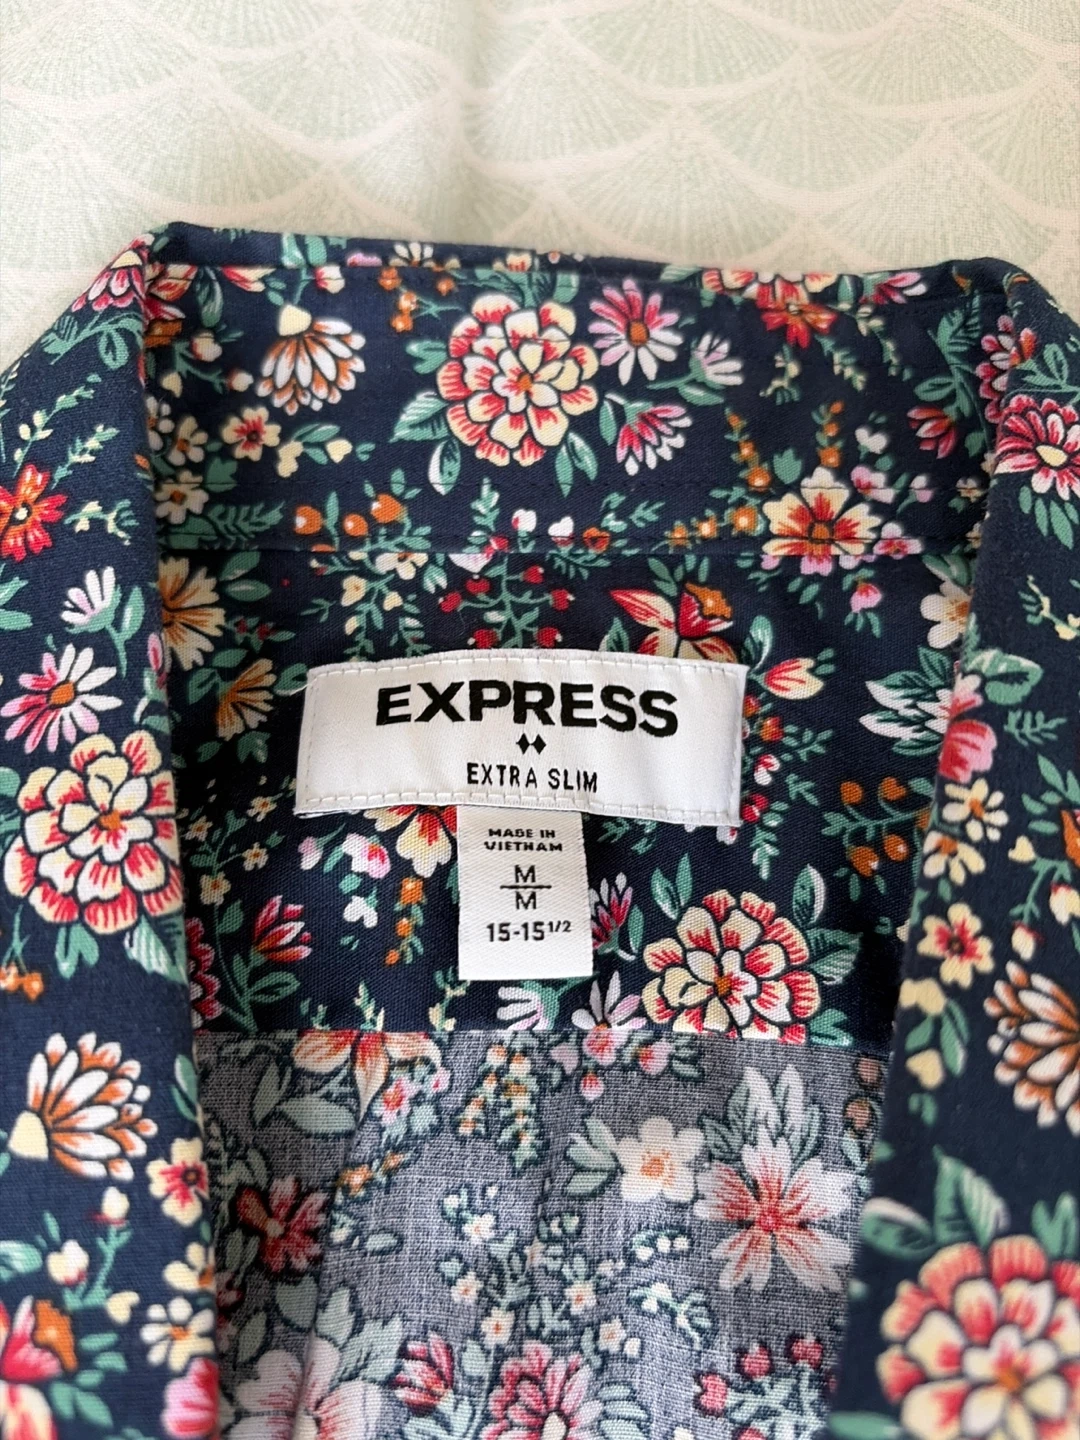 EXPRESS
EXTRA SLIM
MADE IN
VIETNAM
M
M
15-15 1/2